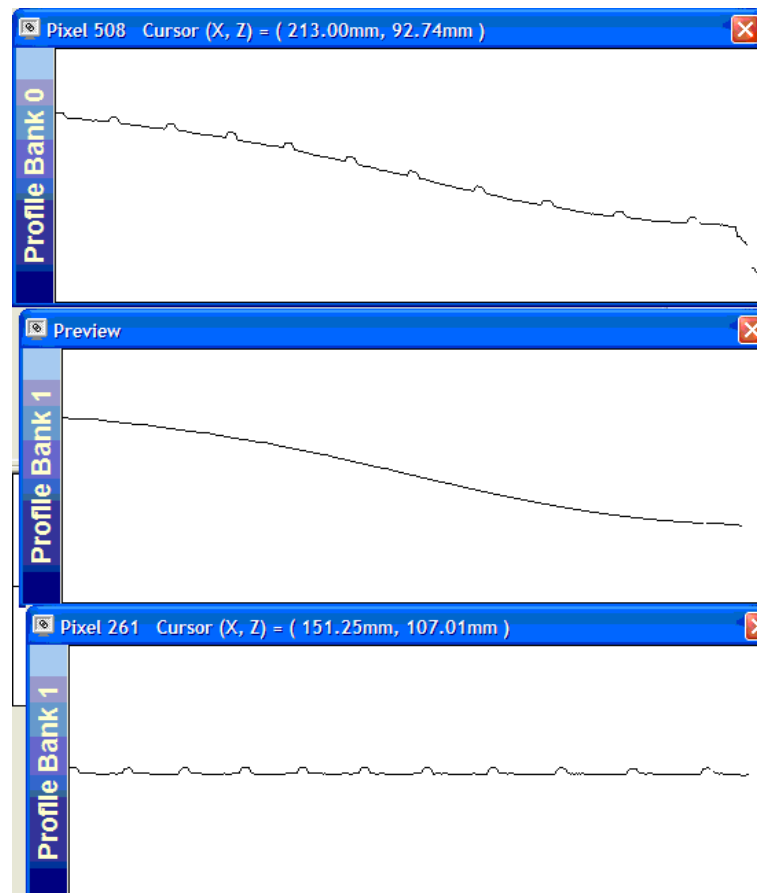 Pixel 508   Cursor (X, Z) = ( 213.00mm, 92.74mm )
Profile Bank 0
Preview
Profile Bank 1
Pixel 261   Cursor (X, Z) = ( 151.25mm, 107.01mm )
Profile Bank 1